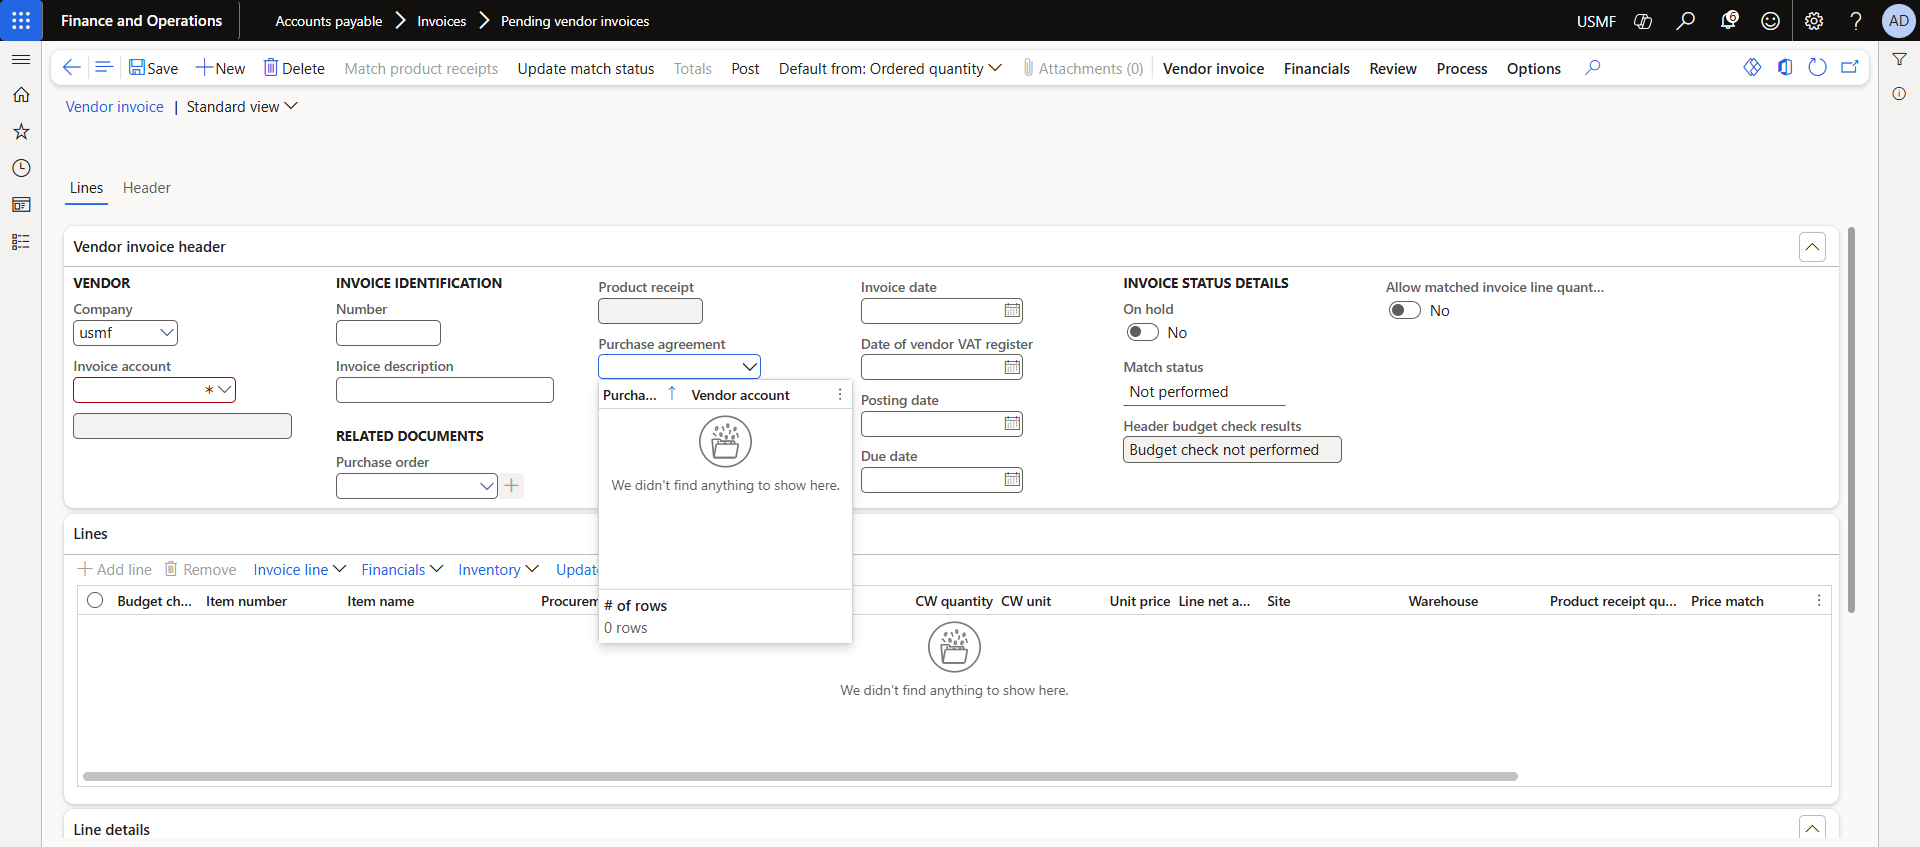 Finance and Operations
Accounts payable
Invoices
Pending vendor invoices
USMF
6
AD
Save
New
Delete
Match product receipts
Update match status
Totals
Post
Default from: Ordered quantity
Attachments (0)
Vendor invoice
Financials
Review
Process
Options
Vendor invoice | Standard view
Lines
Header
Vendor invoice header
VENDOR
Company
usmf
Invoice account
*
INVOICE IDENTIFICATION
Number
Invoice description
RELATED DOCUMENTS
Purchase order
Product receipt
Purchase agreement
Purcha...
Vendor account
We didn't find anything to show here.
# of rows
0 rows
Invoice date
Date of vendor VAT register
Posting date
Due date
INVOICE STATUS DETAILS
On hold
No
Match status
Not performed
Header budget check results
Budget check not performed
Allow matched invoice line quant...
No
Lines
Add line
Remove
Invoice line
Financials
Inventory
Budget ch...
Item number
Item name
CW quantity
CW unit
Unit price
Line net a...
Site
Warehouse
Product receipt qu...
Price match
We didn't find anything to show here.
Line details